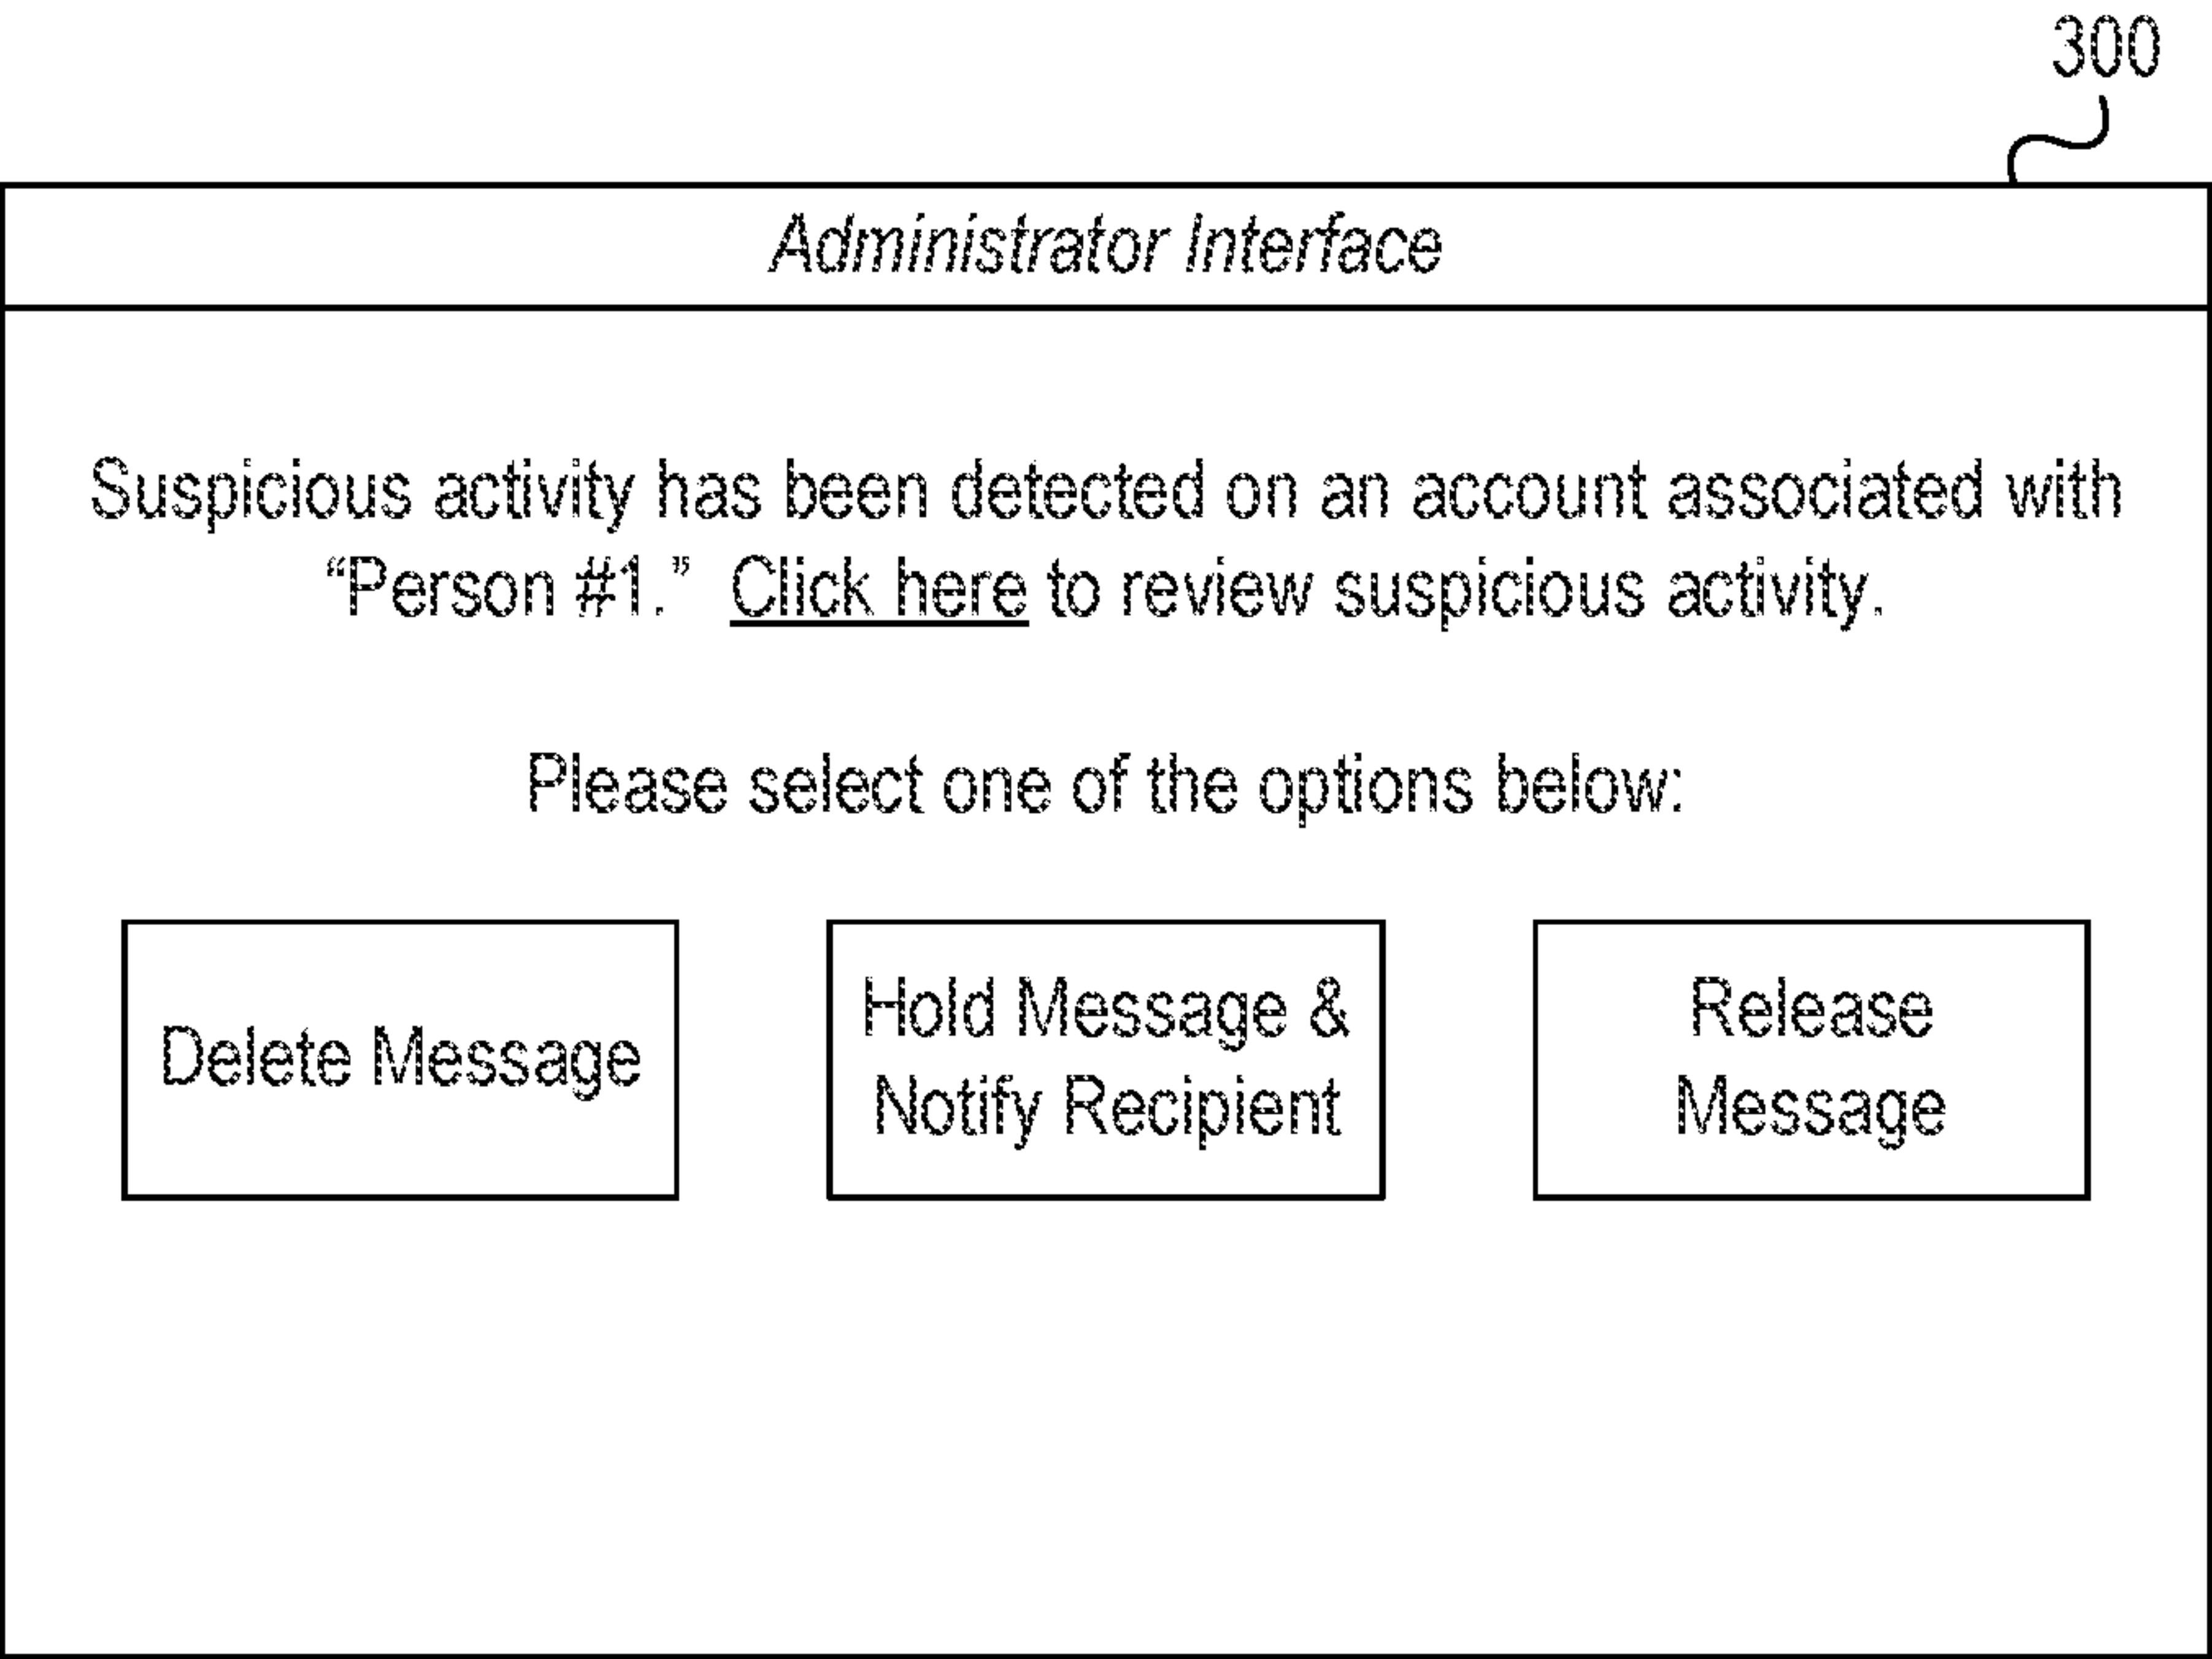 300
Administrator Interface
Suspicious activity has been detected on an account associated with
“Person #1.” Click here to review suspicious activity.
Please select one of the options below:
Delete Message
Hold Message &
Notify Recipient
Release
Message